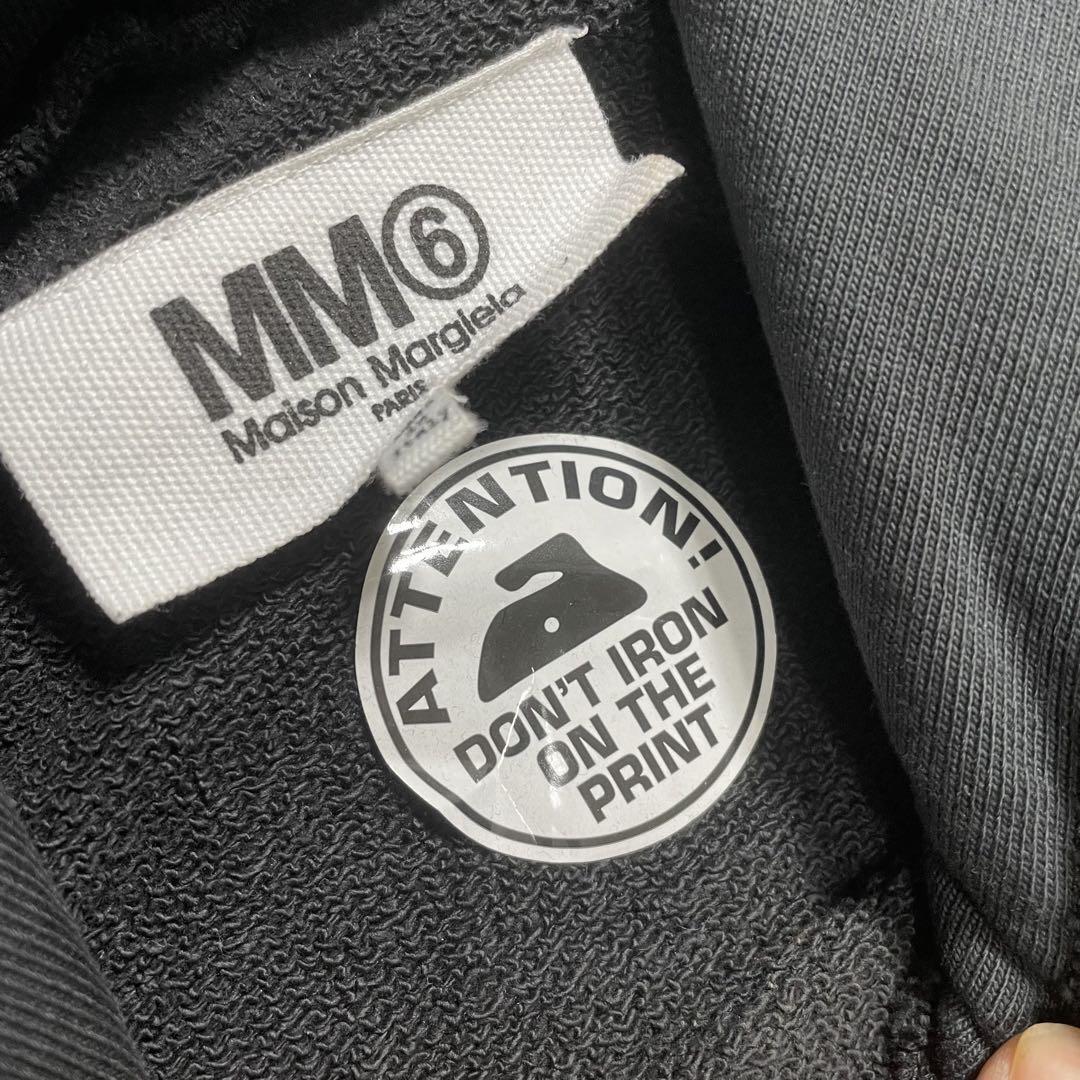 MM⑥
Maison Margiela
PARIS
ATTENTION!
DON'T IRON
ON THE
PRINT